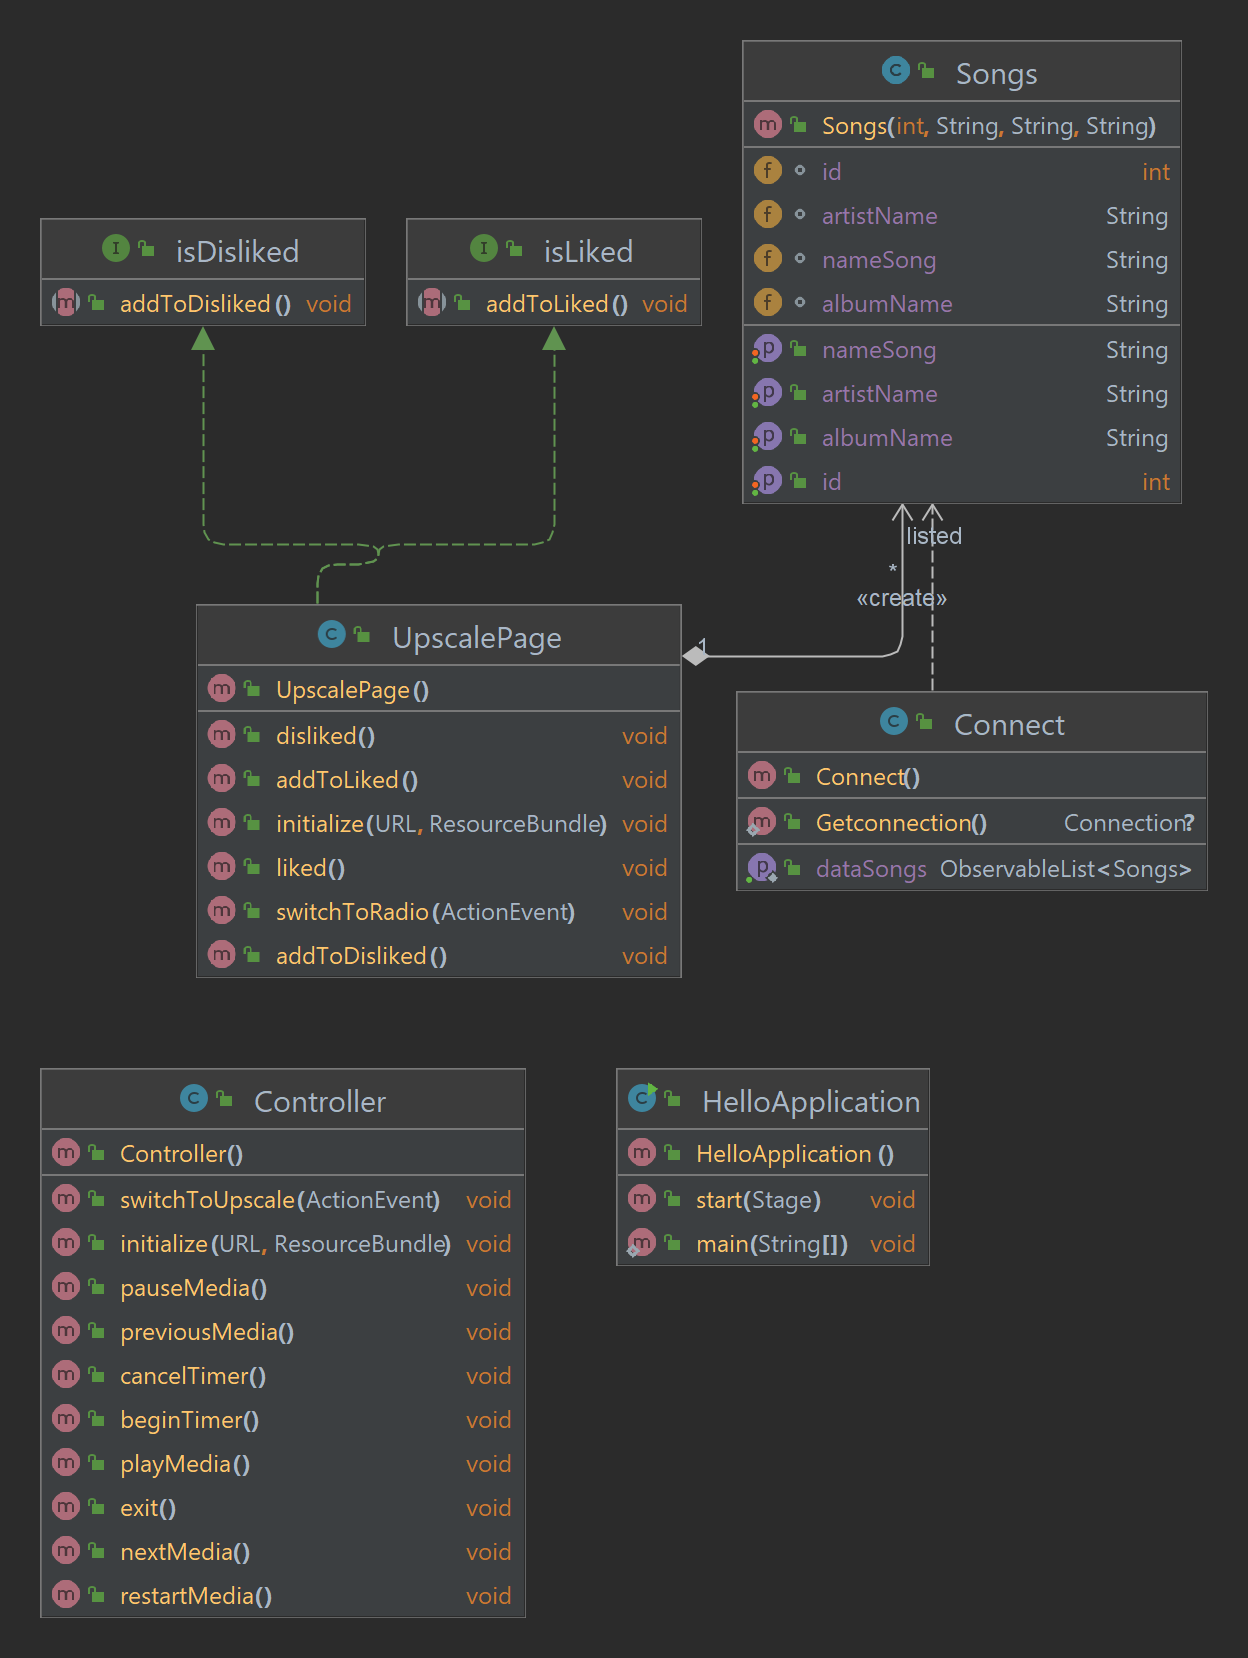 Songs
Songs(int, String, String, String)
id int
artistName String
nameSong String
albumName String
nameSong String
artistName String
albumName String
id int
isDisliked
addToDisliked() void
isLiked
addToLiked() void
listed
*
«create»
1
UpscalePage
UpscalePage()
disliked() void
addToLiked() void
initialize(URL, ResourceBundle) void
liked() void
switchToRadio(ActionEvent) void
addToDisliked() void
Connect
Connect()
Getconnection() Connection?
dataSongs ObservableList<Songs>
Controller
Controller()
switchToUpscale(ActionEvent) void
initialize(URL, ResourceBundle) void
pauseMedia() void
previousMedia() void
cancelTimer() void
beginTimer() void
playMedia() void
exit() void
nextMedia() void
restartMedia() void
HelloApplication
HelloApplication()
start(Stage) void
main(String[]) void